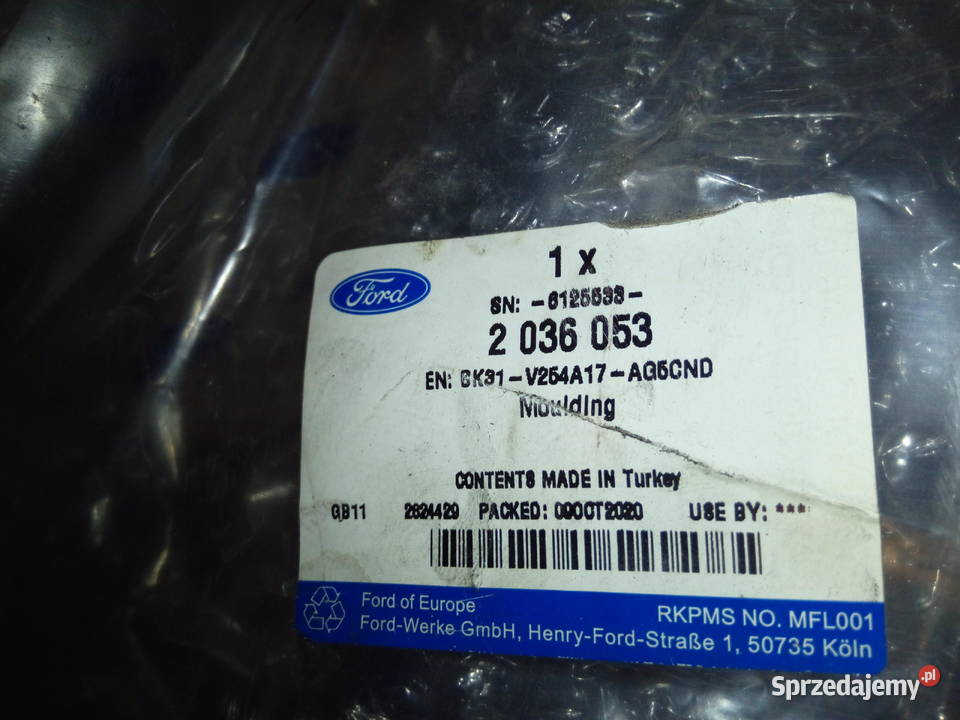 1 x
Ford
SN: -6125533-
2 036 053
EN: BK31-V254A17-AG5CND
Moulding
CONTENTS MADE IN Turkey
GB11 2824429 PACKED: 09OCT2020 USE BY: ***
Ford of Europe
RKPMS NO. MFL001
Ford-Werke GmbH, Henry-Ford-Straße 1, 50735 Köln
Sprzedajemy.pl